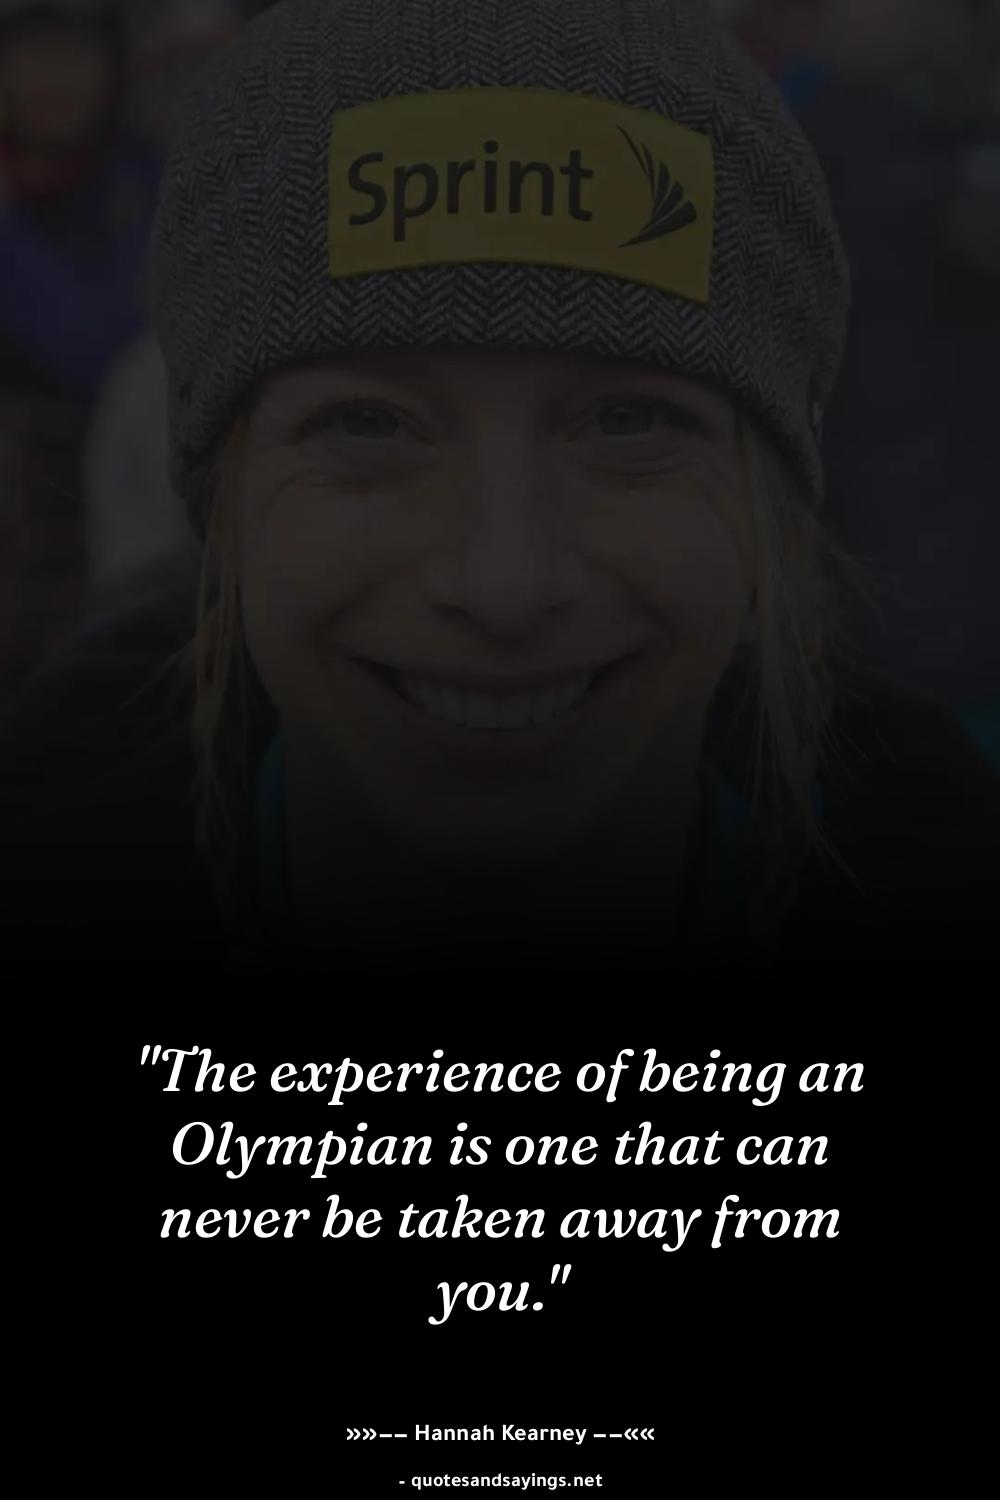 Sprint
"The experience of being an
Olympian is one that can
never be taken away from
you."
»»–– Hannah Kearney ––««
- quotesandsayings.net